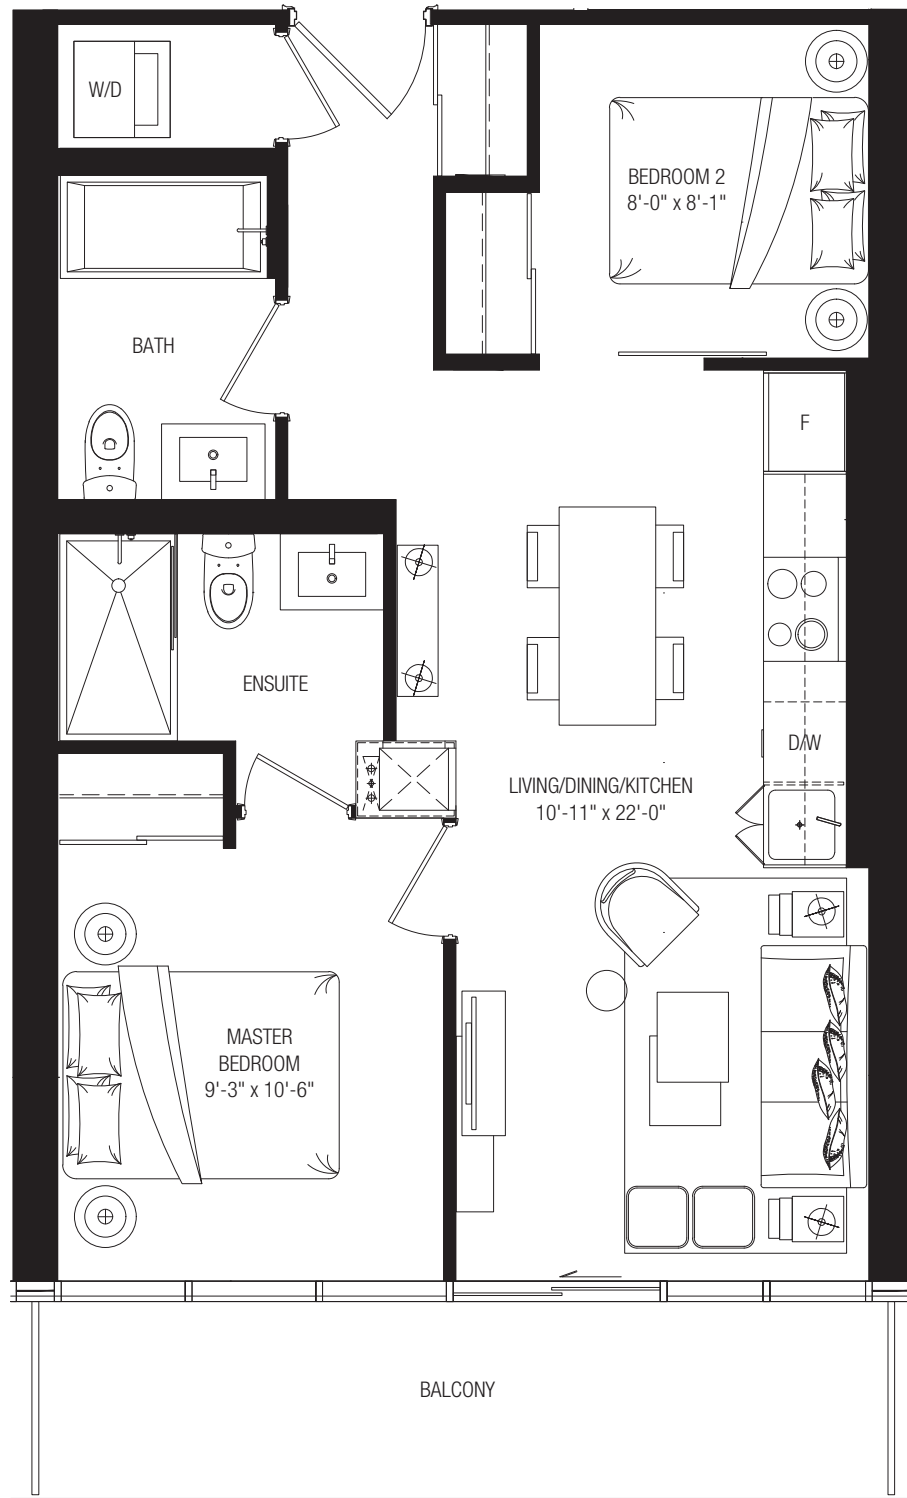 W/D
BEDROOM 2
8'-0" x 8'-1"
BATH
F
ENSUITE
D/W
LIVING/DINING/KITCHEN
10'-11" x 22'-0"
MASTER
BEDROOM
9'-3" x 10'-6"
BALCONY